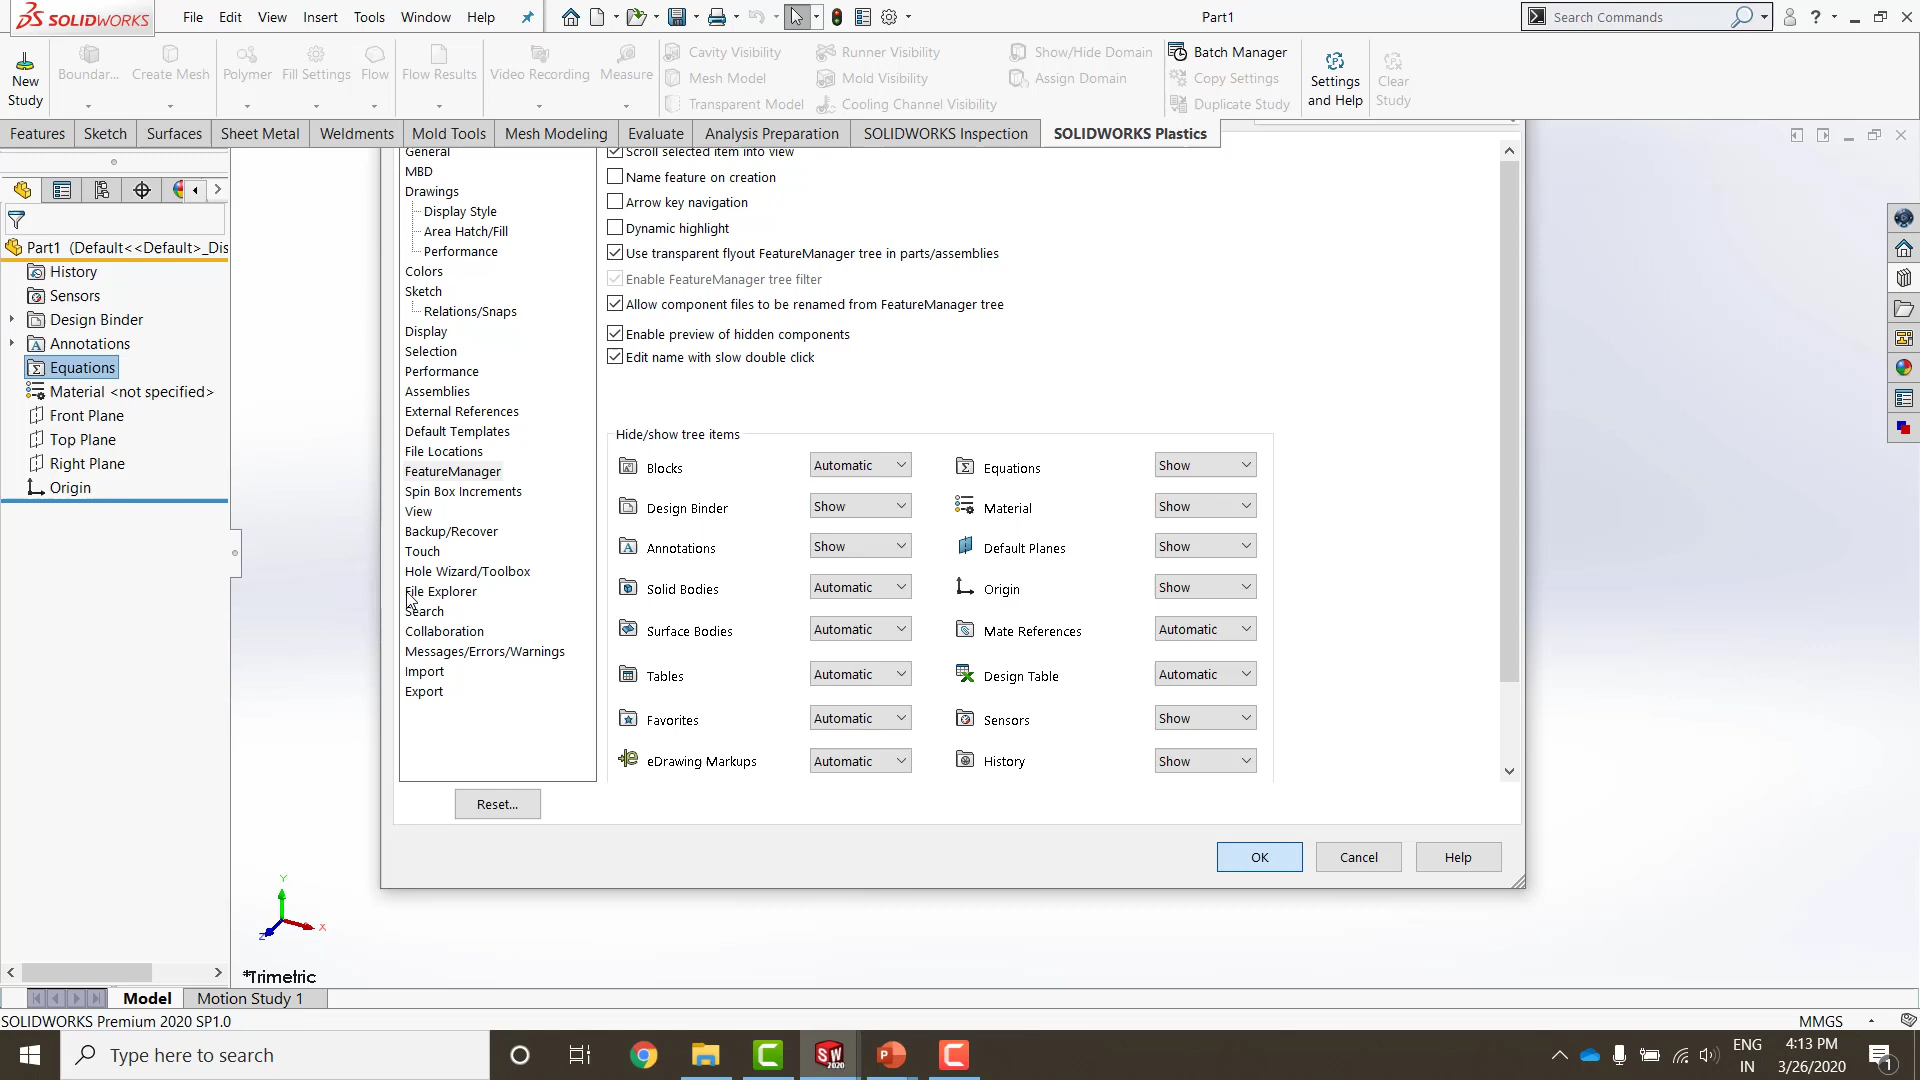 SOLIDWORKS File Edit View Insert Tools Window Help Part1 Search Commands
New Study Boundar... Create Mesh Polymer Fill Settings Flow Flow Results Video Recording Measure
Cavity Visibility Runner Visibility Show/Hide Domain Batch Manager
Mesh Model Mold Visibility Assign Domain Copy Settings
Transparent Model Cooling Channel Visibility Duplicate Study
Settings and Help Clear Study
Features Sketch Surfaces Sheet Metal Weldments Mold Tools Mesh Modeling Evaluate Analysis Preparation SOLIDWORKS Inspection SOLIDWORKS Plastics
Part1 (Default<<Default>_Dis
History
Sensors
Design Binder
Annotations
Equations
Material <not specified>
Front Plane
Top Plane
Right Plane
Origin
General
MBD
Drawings
Display Style
Area Hatch/Fill
Performance
Colors
Sketch
Relations/Snaps
Display
Selection
Performance
Assemblies
External References
Default Templates
File Locations
FeatureManager
Spin Box Increments
View
Backup/Recover
Touch
Hole Wizard/Toolbox
File Explorer
Search
Collaboration
Messages/Errors/Warnings
Import
Export
Reset...
Scroll selected item into view
Name feature on creation
Arrow key navigation
Dynamic highlight
Use transparent flyout FeatureManager tree in parts/assemblies
Enable FeatureManager tree filter
Allow component files to be renamed from FeatureManager tree
Enable preview of hidden components
Edit name with slow double click
Hide/show tree items
Blocks Automatic Equations Show
Design Binder Show Material Show
Annotations Show Default Planes Show
Solid Bodies Automatic Origin Show
Surface Bodies Automatic Mate References Automatic
Tables Automatic Design Table Automatic
Favorites Automatic Sensors Show
eDrawing Markups Automatic History Show
OK Cancel Help
Y
X
Z
*Trimetric
Model Motion Study 1
SOLIDWORKS Premium 2020 SP1.0 MMGS
Type here to search
SW 2020
ENG
IN
4:13 PM
3/26/2020
1